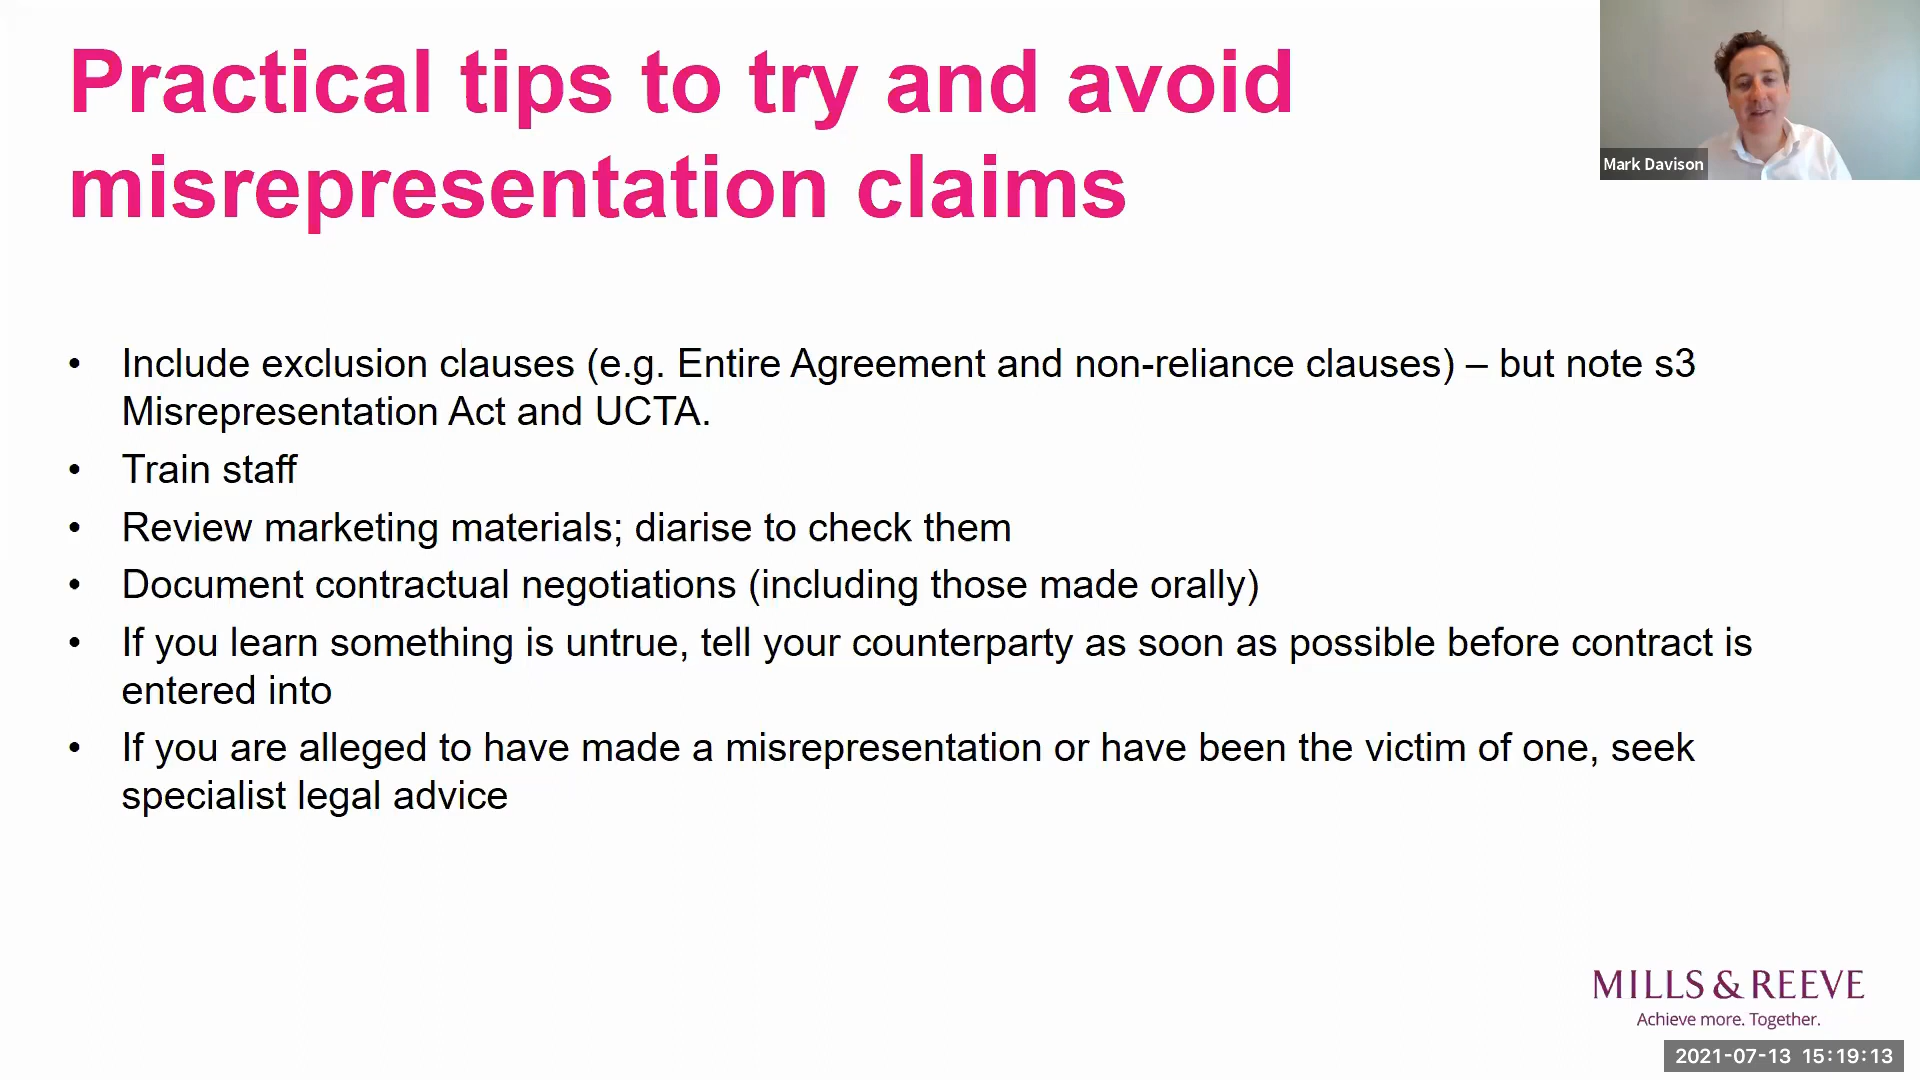 Practical tips to try and avoid
misrepresentation claims
Mark Davison
• Include exclusion clauses (e.g. Entire Agreement and non-reliance clauses) – but note s3
Misrepresentation Act and UCTA.
• Train staff
• Review marketing materials; diarise to check them
• Document contractual negotiations (including those made orally)
• If you learn something is untrue, tell your counterparty as soon as possible before contract is
entered into
• If you are alleged to have made a misrepresentation or have been the victim of one, seek
specialist legal advice
MILLS & REEVE
Achieve more. Together.
2021-07-13 15:19:13